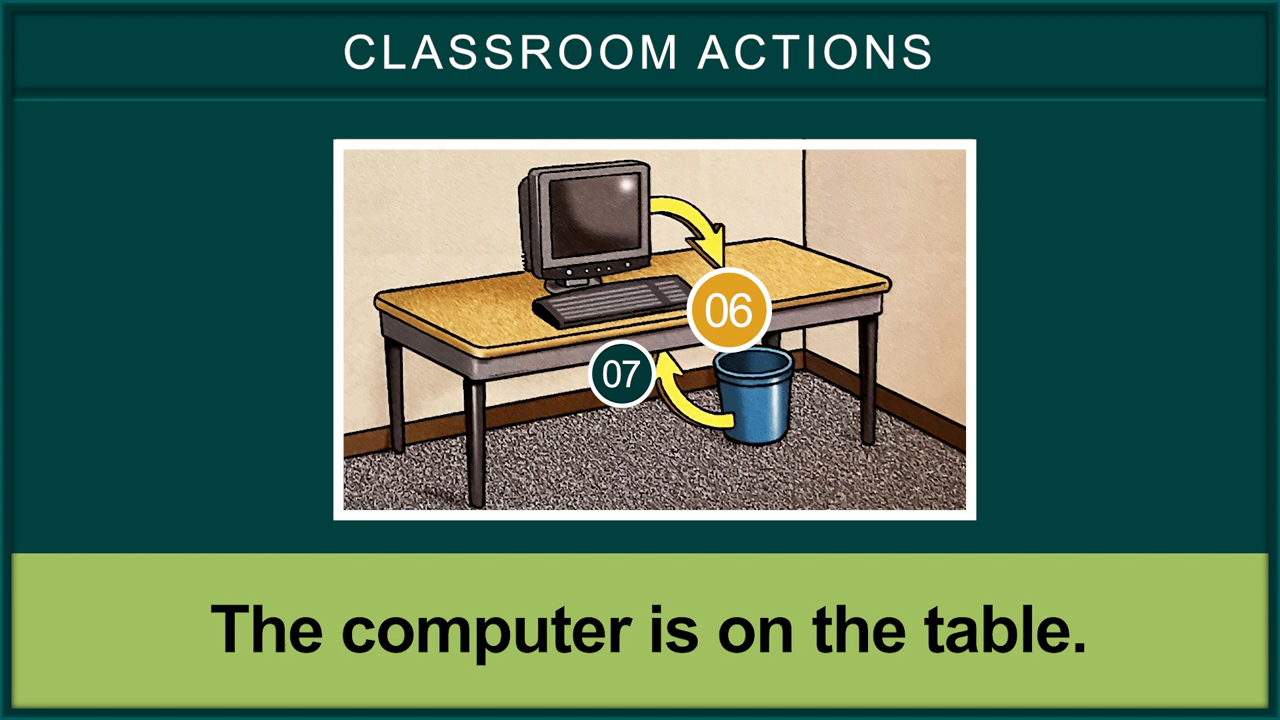 CLASSROOM ACTIONS
06
07
The computer is on the table.